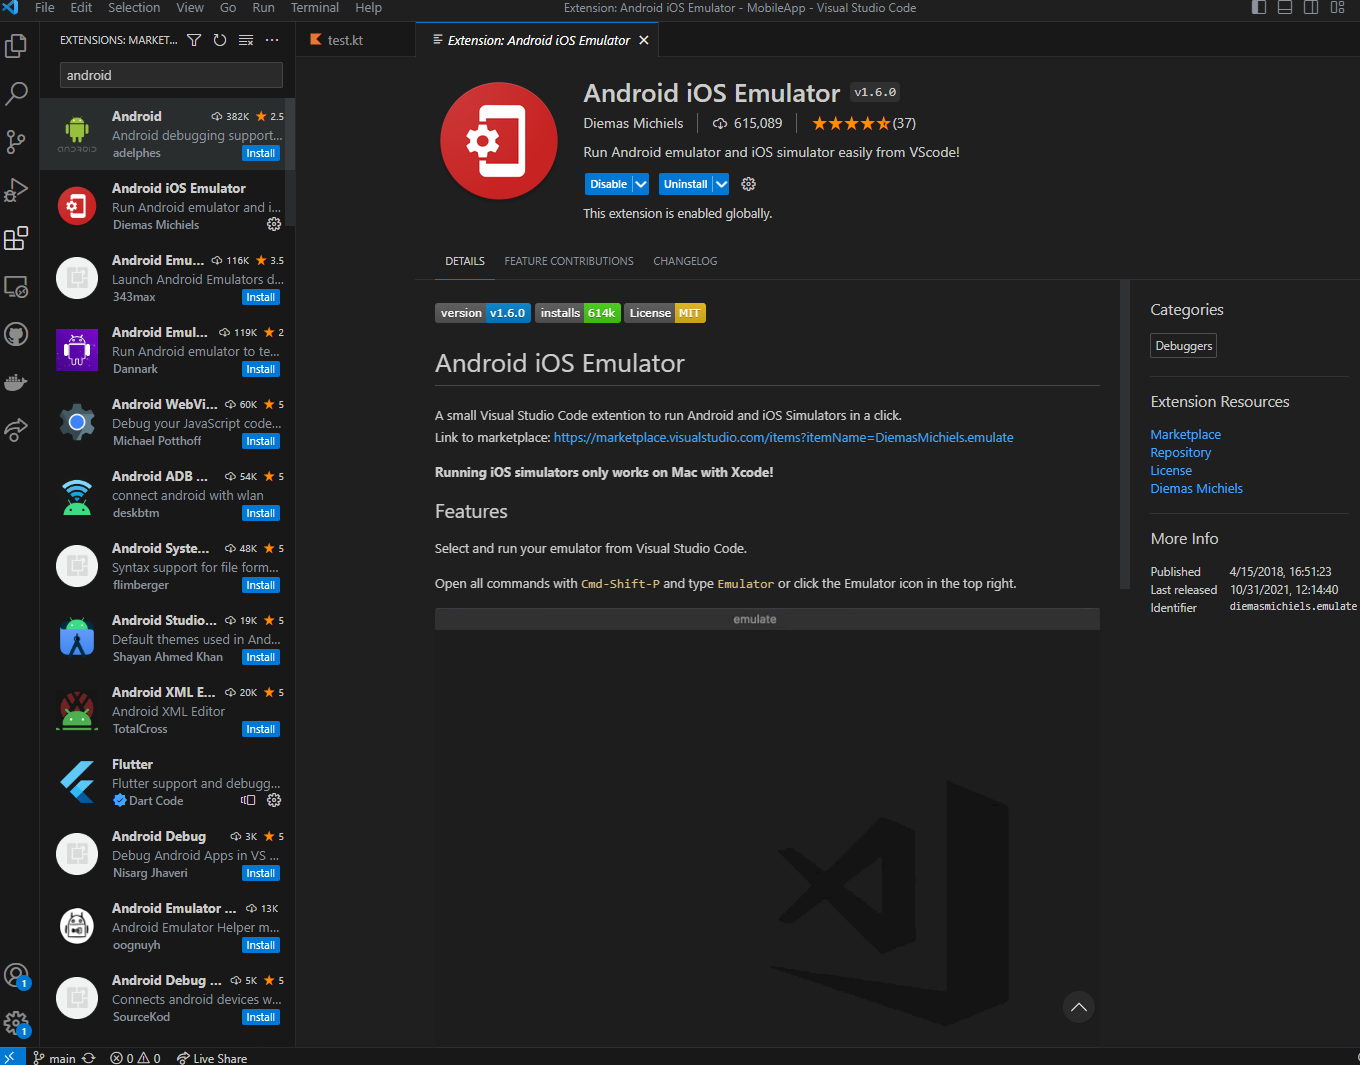 File Edit Selection View Go Run Terminal Help
Extension: Android iOS Emulator - MobileApp - Visual Studio Code
EXTENSIONS: MARKET...
android
Android 382K ★ 2.5
Android debugging support...
adelphes Install
Android iOS Emulator
Run Android emulator and i...
Diemas Michiels
Android Emu... 116K ★ 3.5
Launch Android Emulators d...
343max Install
Android Emul... 119K ★ 2
Run Android emulator to te...
Dannark Install
Android WebVi... 60K ★ 5
Debug your JavaScript code...
Michael Potthoff Install
Android ADB ... 54K ★ 5
connect android with wlan
deskbtm Install
Android Syste... 48K ★ 5
Syntax support for file form...
flimberger Install
Android Studio... 19K ★ 5
Default themes used in And...
Shayan Ahmed Khan Install
Android XML E... 20K ★ 5
Android XML Editor
TotalCross Install
Flutter
Flutter support and debugg...
Dart Code
Android Debug 3K ★ 5
Debug Android Apps in VS ...
Nisarg Jhaveri Install
Android Emulator ... 13K
Android Emulator Helper m...
oognuyh Install
Android Debug ... 5K ★ 5
Connects android devices w...
SourceKod Install
1
1
test.kt
Extension: Android iOS Emulator
Android iOS Emulator v1.6.0
Diemas Michiels 615,089 (37)
Run Android emulator and iOS simulator easily from VScode!
Disable Uninstall
This extension is enabled globally.
DETAILS FEATURE CONTRIBUTIONS CHANGELOG
version v1.6.0 installs 614k License MIT
Android iOS Emulator
A small Visual Studio Code extention to run Android and iOS Simulators in a click.
Link to marketplace: https://marketplace.visualstudio.com/items?itemName=DiemasMichiels.emulate
Running iOS simulators only works on Mac with Xcode!
Features
Select and run your emulator from Visual Studio Code.
Open all commands with Cmd-Shift-P and type Emulator or click the Emulator icon in the top right.
emulate
Categories
Debuggers
Extension Resources
Marketplace
Repository
License
Diemas Michiels
More Info
Published 4/15/2018, 16:51:23
Last released 10/31/2021, 12:14:40
Identifier diemasmichiels.emulate
main 0 0 Live Share